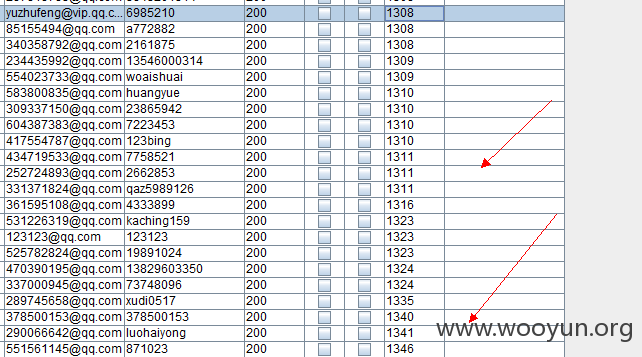 yuzhufeng@vip.qq.c... 6985210 200 1308
85155494@qq.com a772882 200 1308
340358792@qq.com 2161875 200 1308
234435992@qq.com 13546000314 200 1309
554023733@qq.com woaishuai 200 1309
583800835@qq.com huangyue 200 1310
309337150@qq.com 23865942 200 1310
604387383@qq.com 7223453 200 1310
417554787@qq.com 123bing 200 1310
434719533@qq.com 7758521 200 1311
252724893@qq.com 2662853 200 1311
331371824@qq.com qaz5989126 200 1311
361595108@qq.com 4333899 200 1316
531226319@qq.com kaching159 200 1323
123123@qq.com 123123 200 1323
525782824@qq.com 19891024 200 1323
470390195@qq.com 13829603350 200 1324
337000945@qq.com 73748096 200 1324
289745658@qq.com xudi0517 200 1335
378500153@qq.com 378500153 200 1340
290066642@qq.com luohaiyong 200 1341
551561145@qq.com 871023 200 1346
www.wooyun.org